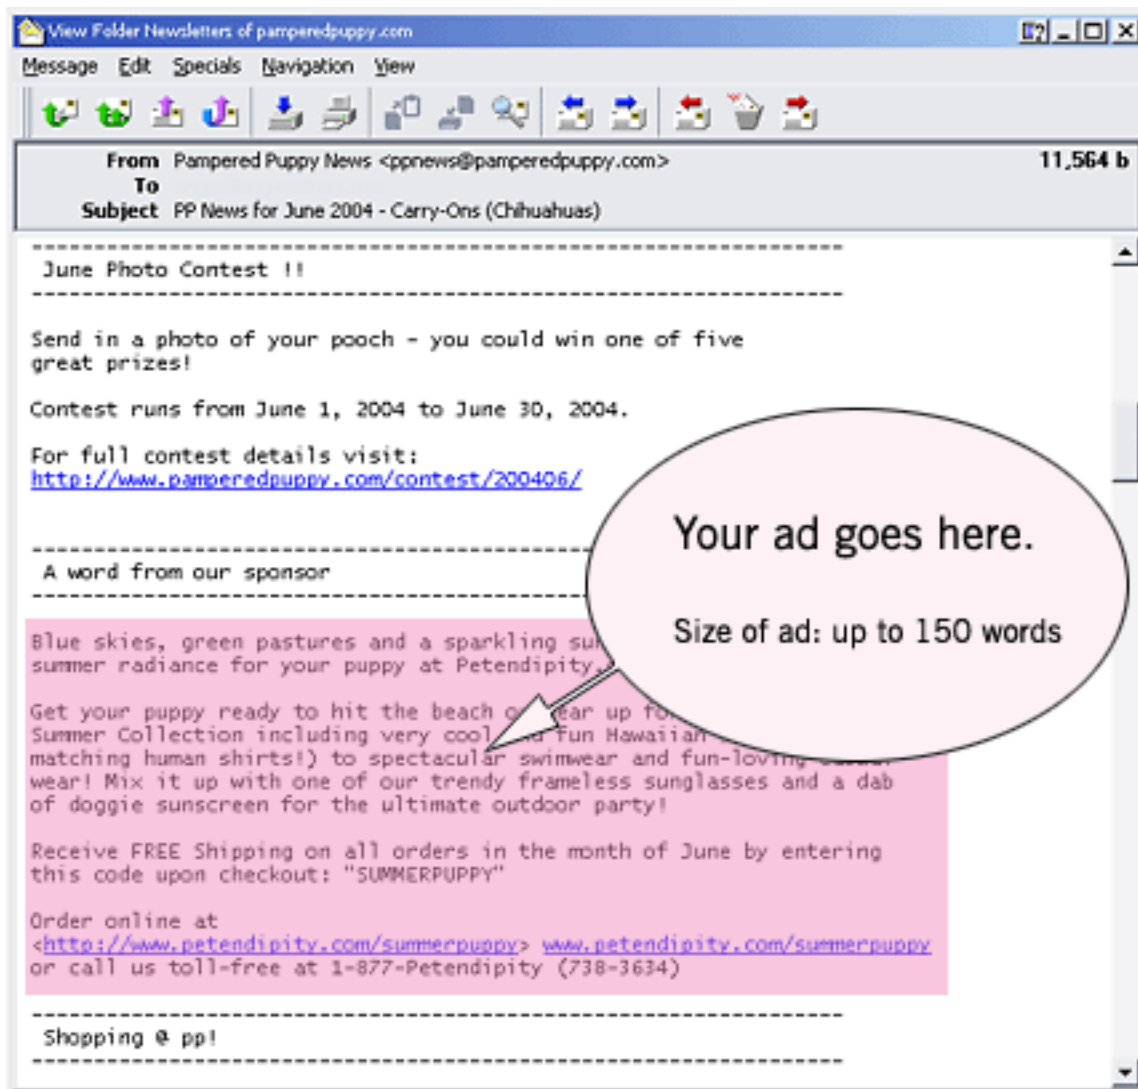 View Folder Newsletters of pamperedpuppy.com
Message Edit Specials Navigation View
From Pampered Puppy News <ppnews@pamperedpuppy.com> 11,564 b
To
Subject PP News for June 2004 - Carry-Ons (Chihuahuas)
----------------------------------------------------------------
June Photo Contest !!
----------------------------------------------------------------
Send in a photo of your pooch - you could win one of five
great prizes!
Contest runs from June 1, 2004 to June 30, 2004.
For full contest details visit:
http://www.pamperedpuppy.com/contest/200406/
----------------------------------------------------------------
A word from our sponsor
----------------------------------------------------------------
Your ad goes here.
Size of ad: up to 150 words
Blue skies, green pastures and a sparkling
summer radiance for your puppy at Petendipity.
Get your puppy ready to hit the beach
Summer Collection including very cool fun Hawaiian
matching human shirts!) to spectacular swimwear and fun-loving
wear! Mix it up with one of our trendy frameless sunglasses and a dab
of doggie sunscreen for the ultimate outdoor party!
Receive FREE Shipping on all orders in the month of June by entering
this code upon checkout: "SUMMERPUPPY"
Order online at
<http://www.petendipity.com/summerpuppy> www.petendipity.com/summerpuppy
or call us toll-free at 1-877-Petendipity (738-3634)
----------------------------------------------------------------
Shopping @ pp!
----------------------------------------------------------------